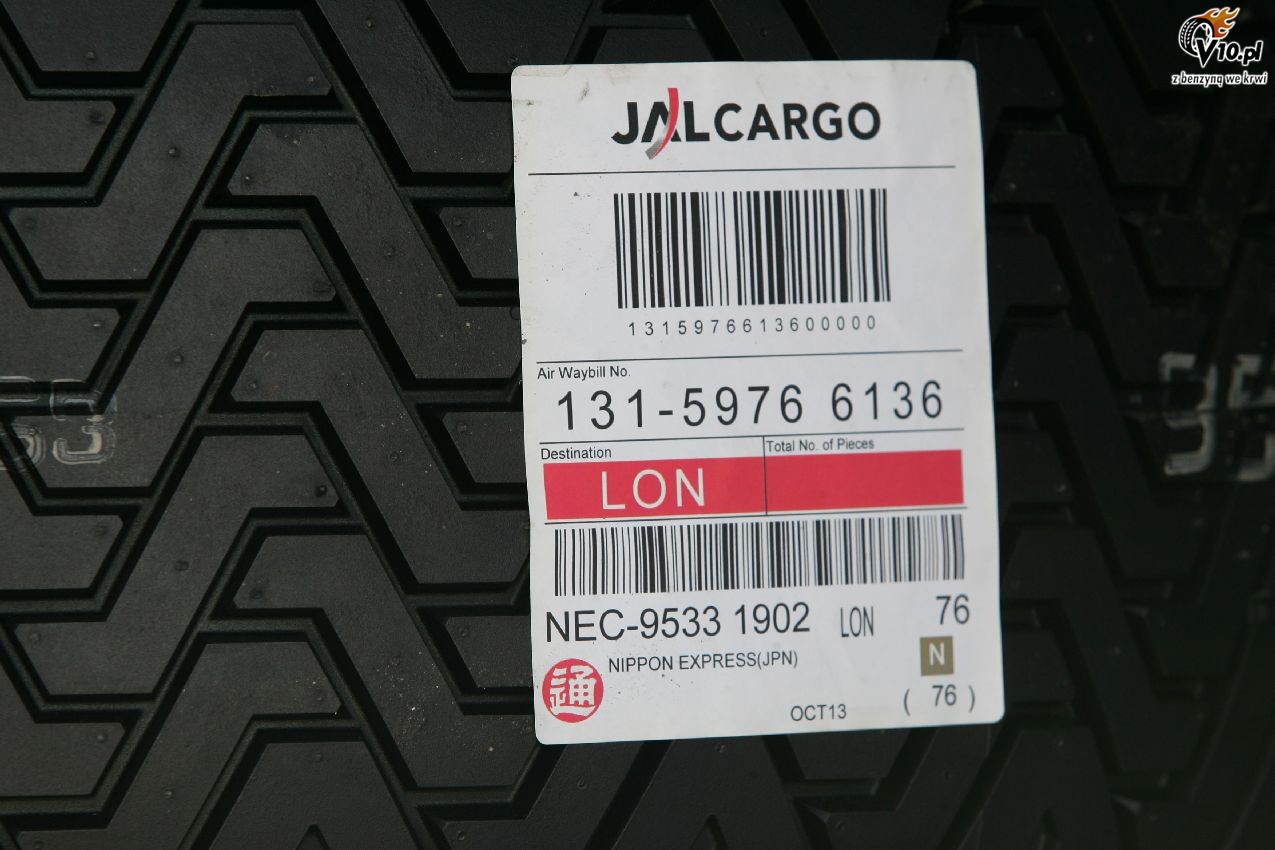 V10.pl
z benzyną we krwi
JALCARGO
1315976613600000
Air Waybill No.
131-5976 6136
Destination
Total No. of Pieces
LON
NEC-9533 1902 LON 76
通 NIPPON EXPRESS(JPN) N
OCT13 ( 76 )
53